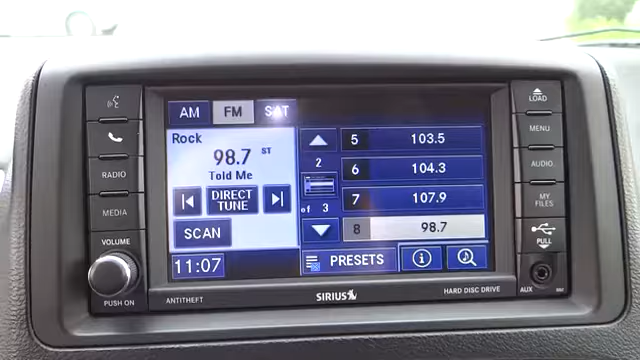 LOAD
MENU
AUDIO
MY
FILES
PULL
AUX
RADIO
MEDIA
VOLUME
PUSH ON
AM FM SAT
Rock
98.7 ST
Told Me
DIRECT
TUNE
SCAN
11:07
2
of 3
5 103.5
6 104.3
7 107.9
8 98.7
PRESETS
i
ANTITHEFT
SIRIUS
HARD DISC DRIVE